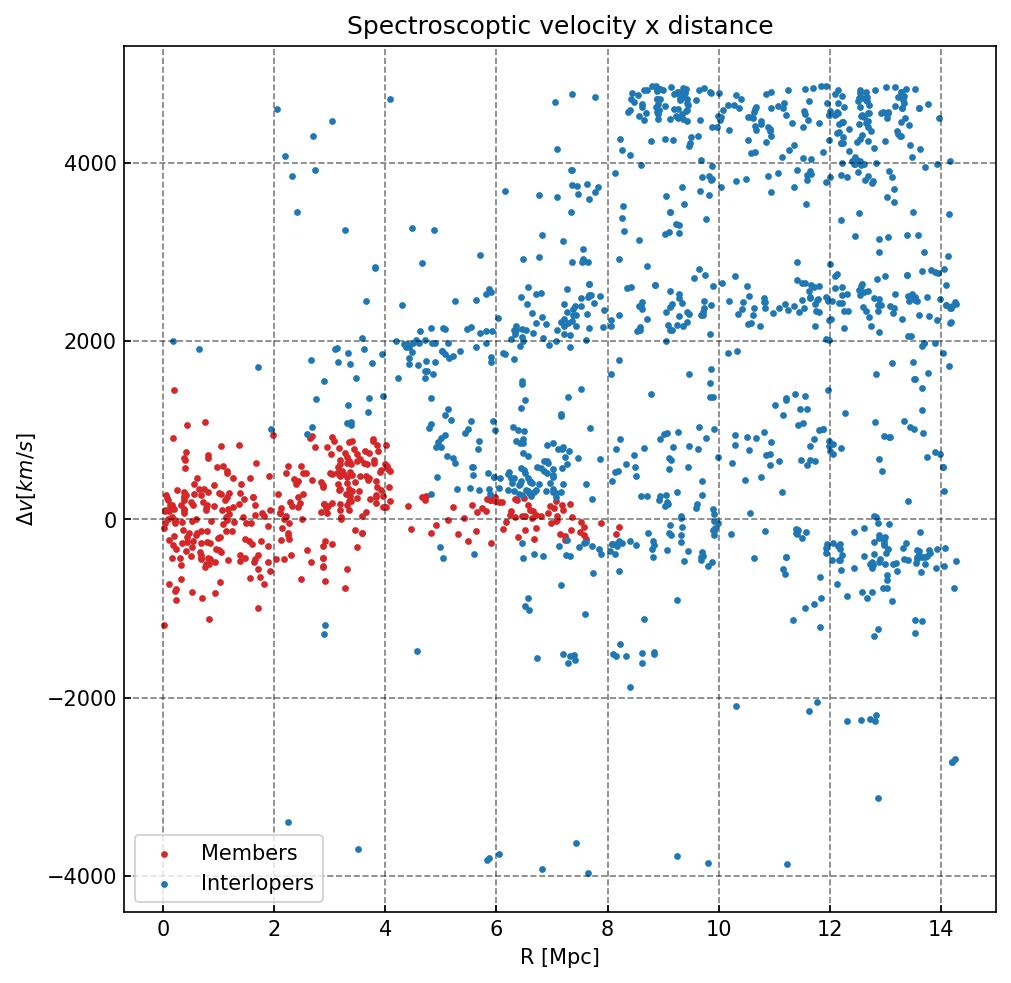 Spectroscoptic velocity x distance
4000
2000
0
−2000
−4000
Δv[km/s]
Members
Interlopers
0 2 4 6 8 10 12 14
R [Mpc]